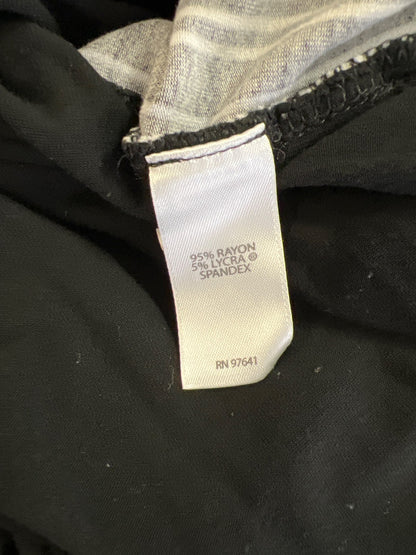 95% RAYON
5% LYCRA ®
SPANDEX
RN 97641